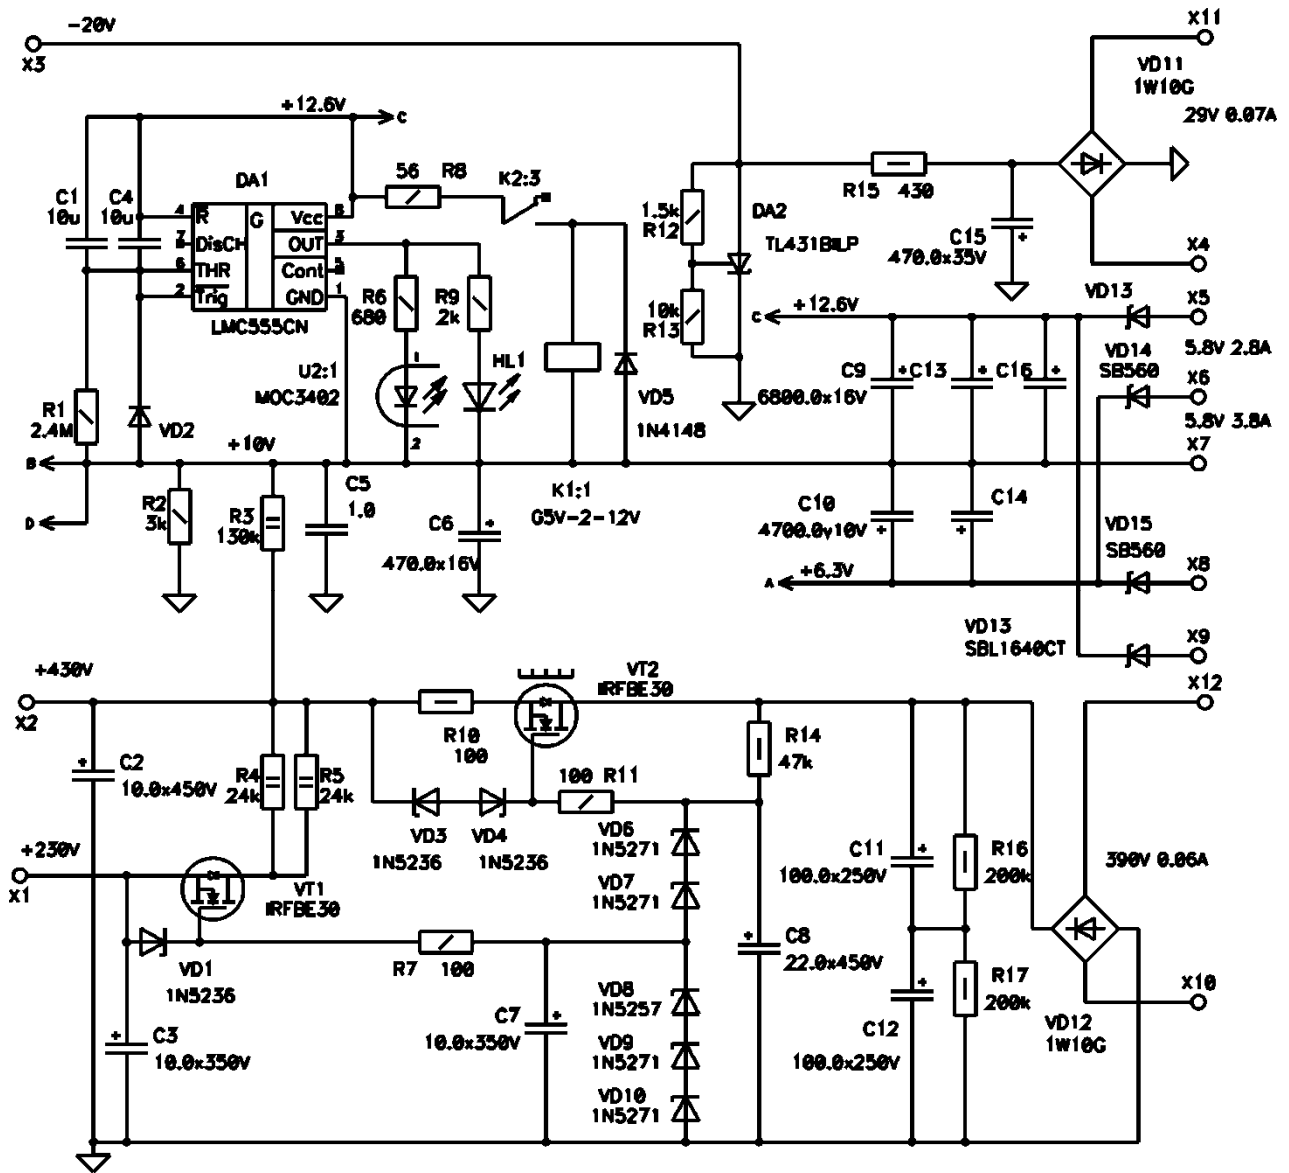 -20V
X3
X11
VD11
1W10G
29V 0.07A
+12.6V
C
56 R8
K2:3
C1
10u
C4
10u
DA1
4 R
G
Vcc 8
7 DisCH
OUT 3
6 THR
Cont 5
2 Trig
GND 1
LMC555CN
R15 430
1.5k
R12
DA2
C15
470.0x35V
X4
10k
R13
C
+12.6V
VD13
X5
5.8V 2.8A
R6
680
R9
2k
U2:1
MOC3402
1
2
HL1
VD5
1N4148
C9
6800.0x16V
C13
C16
VD14
SB560
X6
5.8V 3.8A
R1
2.4M
VD2
+10V
B
X7
D
R2
3k
R3
130k
C5
1.0
C6
470.0x16V
K1:1
G5V-2-12V
C10
C14
VD15
SB560
A
+6.3V
X8
VD13
SBL1640CT
X9
+430V
X2
VT2
IRFBE30
X12
C2
10.0x450V
R4
24k
R5
24k
R10
100
R14
47k
100 R11
VD3
1N5236
VD4
1N5236
VD6
1N5271
VD7
1N5271
+230V
X1
VT1
IRFBE30
C11
100.0x250V
R16
200k
390V 0.06A
VD1
1N5236
R7 100
C8
22.0x450V
R17
200k
X10
C3
10.0x350V
C7
10.0x350V
VD8
1N5257
VD9
1N5271
VD10
1N5271
C12
100.0x250V
VD12
1W10G